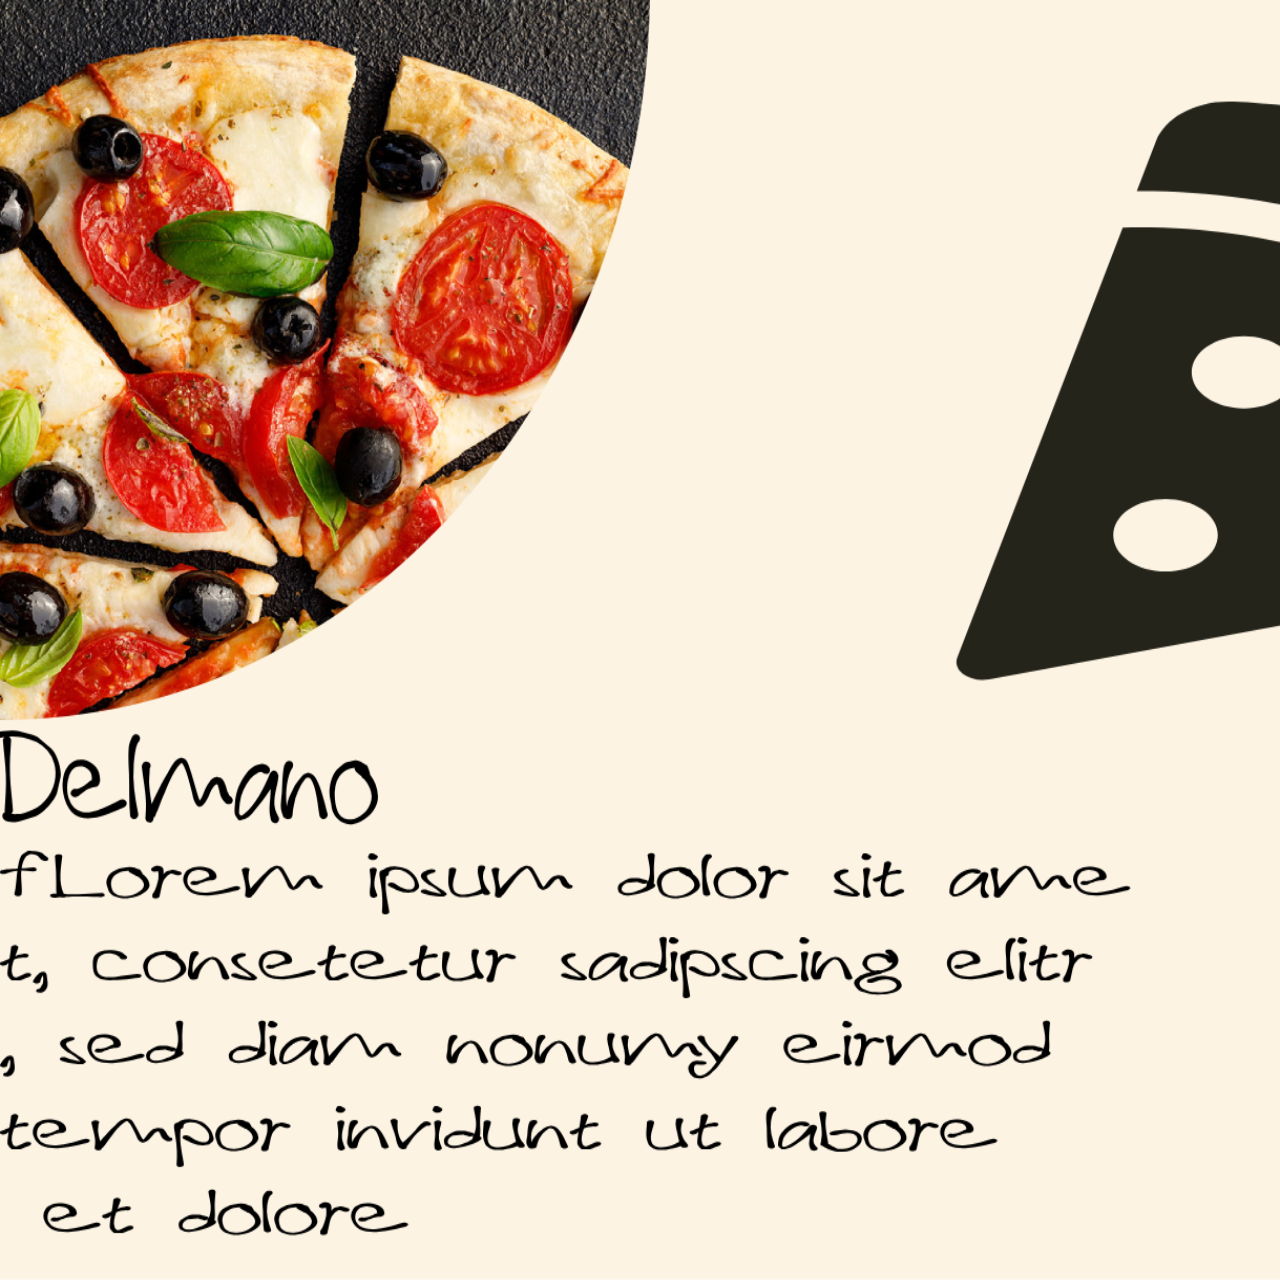 Delmano
fLorem ipsum dolor sit ame
t, consetetur sadipscing elitr
, sed diam nonumy eirmod
tempor invidunt ut labore
et dolore